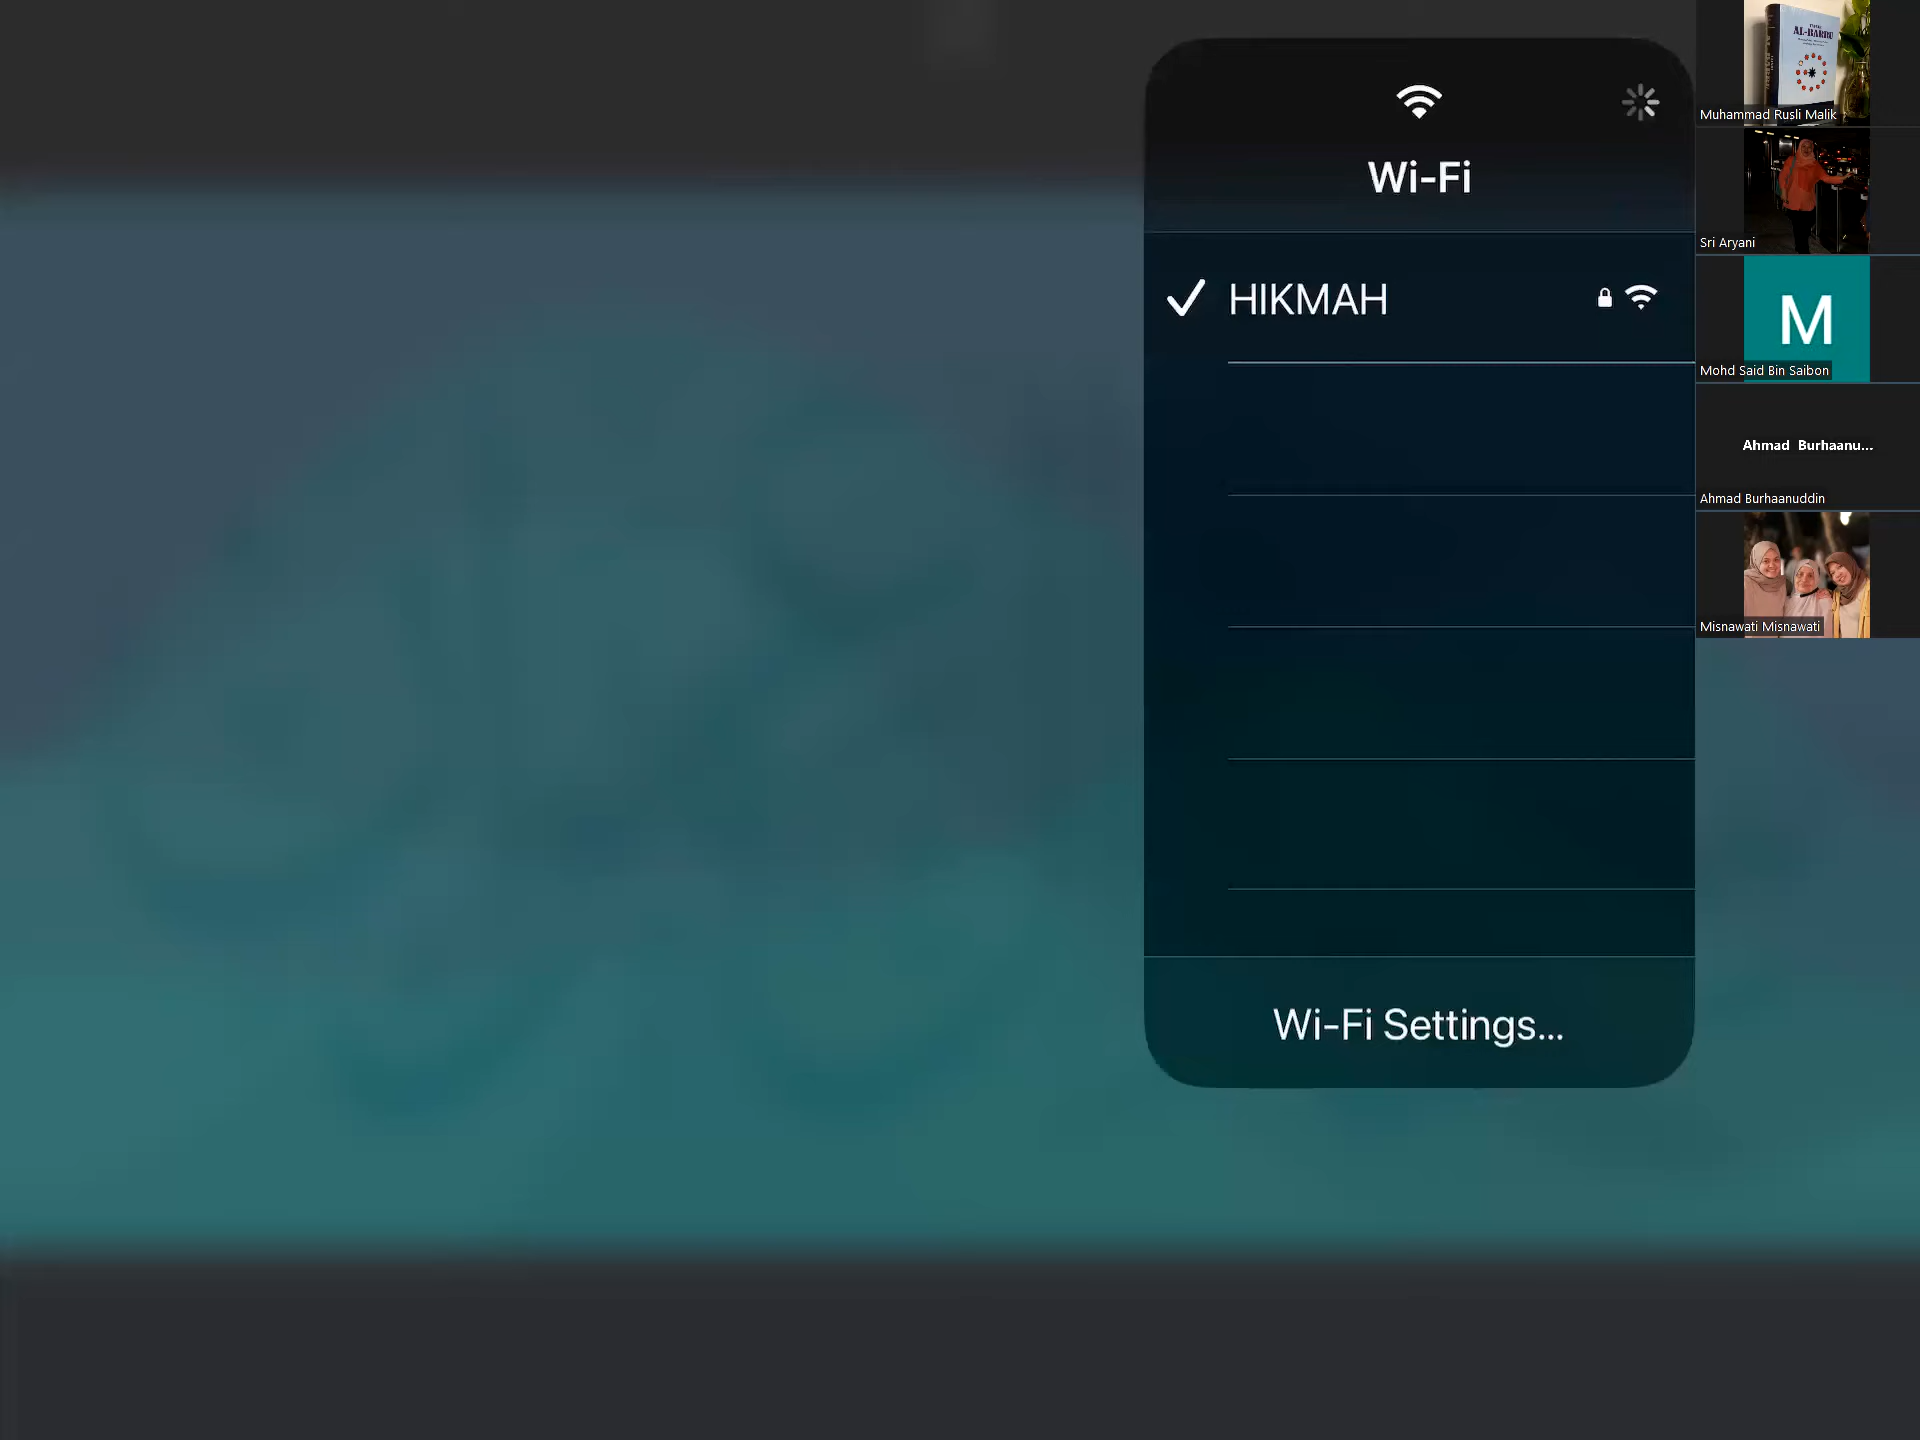 Wi-Fi
HIKMAH
Wi-Fi Settings...
AL-BARRU
Muhammad Rusli Malik
Sri Aryani
M
Mohd Said Bin Saibon
Ahmad Burhaanu...
Ahmad Burhaanuddin
Misnawati Misnawati